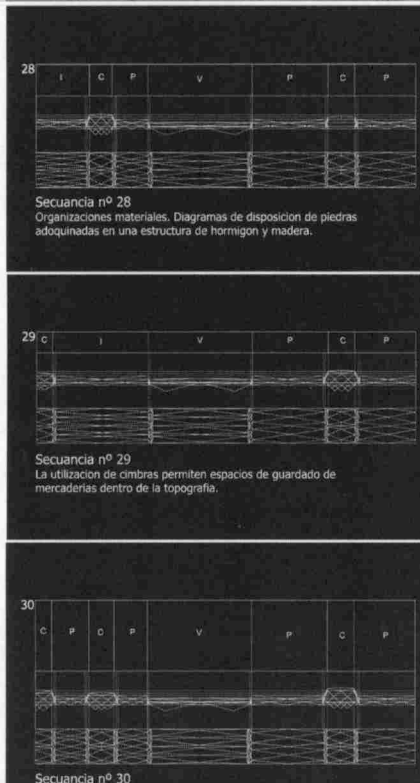 28
I C P V P C P
Secuancia nº 28
Organizaciones materiales. Diagramas de disposicion de piedras
adoquinadas en una estructura de hormigon y madera.
29
C I V P C P
Secuancia nº 29
La utilizacion de cimbras permiten espacios de guardado de
mercaderias dentro de la topografia.
30
C P C P V P C P
Secuancia nº 30